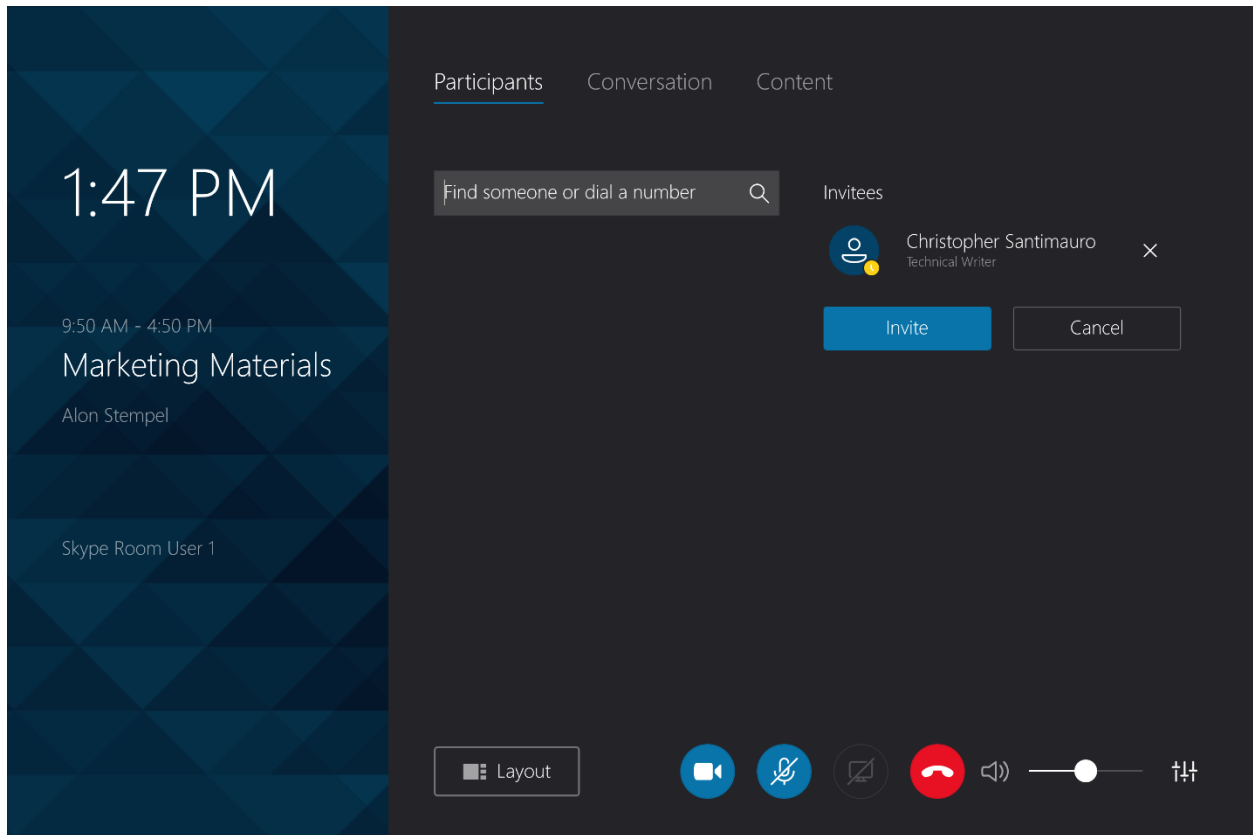 1:47 PM
9:50 AM - 4:50 PM
Marketing Materials
Alon Stempel
Skype Room User 1
Participants Conversation Content
Find someone or dial a number
Invitees
Christopher Santimauro
Technical Writer
Invite Cancel
Layout